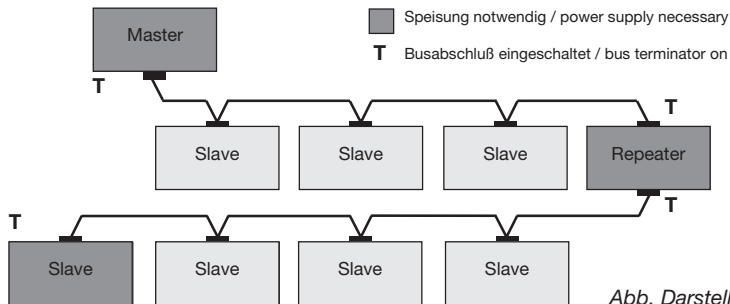 Master
Speisung notwendig / power supply necessary
T Busabschluß eingeschaltet / bus terminator on
T
T
Slave
Slave
Slave
Repeater
T
T
Slave
Slave
Slave
Slave
Abb. Darstell